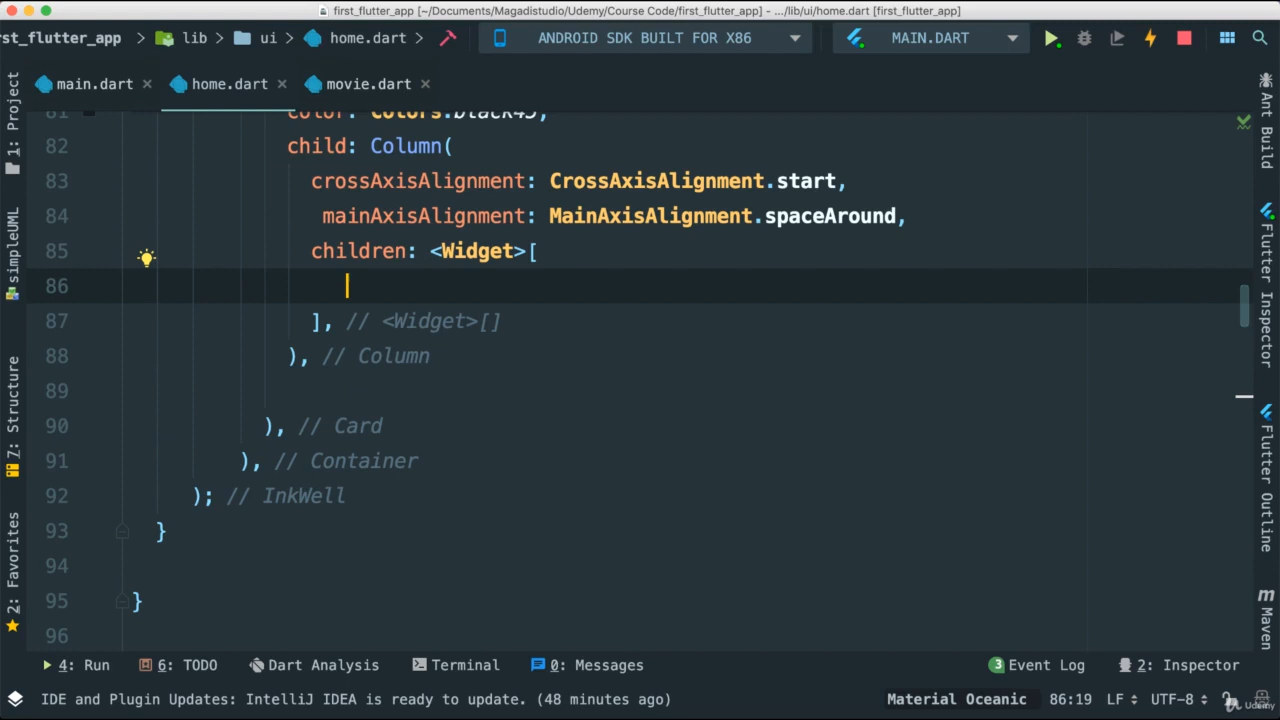 first_flutter_app [~/Documents/Magadistudio/Udemy/Course Code/first_flutter_app] - .../lib/ui/home.dart [first_flutter_app]
rst_flutter_app > lib > ui > home.dart > ANDROID SDK BUILT FOR X86 MAIN.DART
main.dart × home.dart × movie.dart ×
81 color: Colors.black45,
82 child: Column(
83 crossAxisAlignment: CrossAxisAlignment.start,
84 mainAxisAlignment: MainAxisAlignment.spaceAround,
85 children: <Widget>[
86
87 ], // <Widget>[]
88 ), // Column
89
90 ), // Card
91 ), // Container
92 ); // InkWell
93 }
94
95 }
96
1: Project
simpleUML
7: Structure
2: Favorites
Ant Build
Flutter Inspector
Flutter Outline
Maven
4: Run 6: TODO Dart Analysis Terminal 0: Messages 3 Event Log 2: Inspector
IDE and Plugin Updates: IntelliJ IDEA is ready to update. (48 minutes ago) Material Oceanic 86:19 LF UTF-8
Udemy